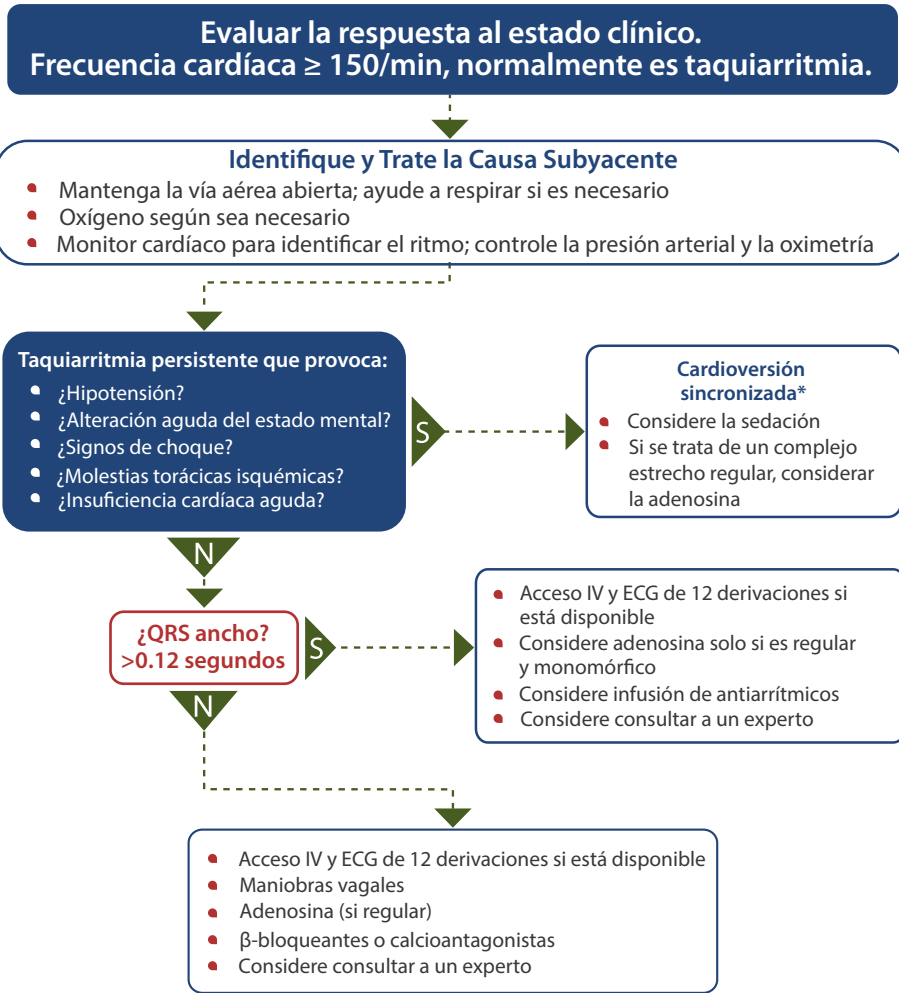 Evaluar la respuesta al estado clínico.
Frecuencia cardíaca ≥ 150/min, normalmente es taquiarritmia.
Identifique y Trate la Causa Subyacente
• Mantenga la vía aérea abierta; ayude a respirar si es necesario
• Oxígeno según sea necesario
• Monitor cardíaco para identificar el ritmo; controle la presión arterial y la oximetría
Taquiarritmia persistente que provoca:
• ¿Hipotensión?
• ¿Alteración aguda del estado mental?
• ¿Signos de choque?
• ¿Molestias torácicas isquémicas?
• ¿Insuficiencia cardíaca aguda?
S
Cardioversión
sincronizada*
• Considere la sedación
• Si se trata de un complejo
estrecho regular, considerar
la adenosina
N
¿QRS ancho?
>0.12 segundos
S
• Acceso IV y ECG de 12 derivaciones si
está disponible
• Considere adenosina solo si es regular
y monomórfico
• Considere infusión de antiarrítmicos
• Considere consultar a un experto
N
• Acceso IV y ECG de 12 derivaciones si está disponible
• Maniobras vagales
• Adenosina (si regular)
• β-bloqueantes o calcioantagonistas
• Considere consultar a un experto